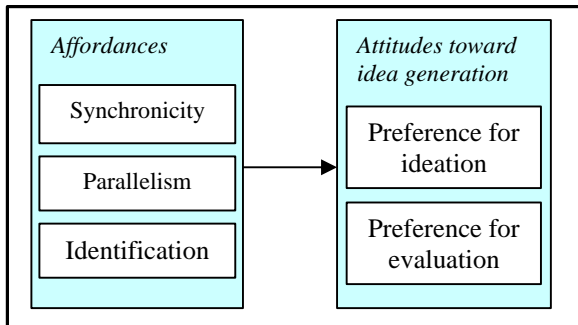 Affordances
Synchronicity
Parallelism
Identification
Attitudes toward
idea generation
Preference for
ideation
Preference for
evaluation